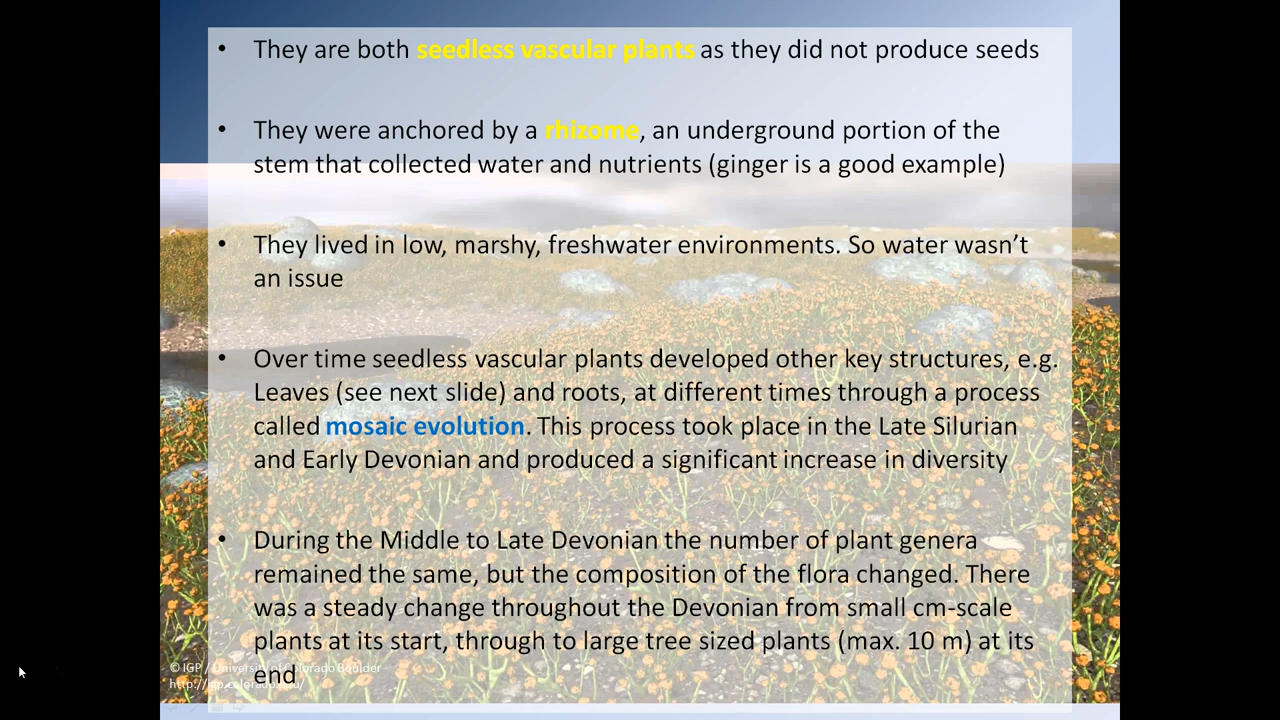 • They are both seedless vascular plants as they did not produce seeds
• They were anchored by a rhizome, an underground portion of the
stem that collected water and nutrients (ginger is a good example)
• They lived in low, marshy, freshwater environments. So water wasn't
an issue
• Over time seedless vascular plants developed other key structures, e.g.
Leaves (see next slide) and roots, at different times through a process
called mosaic evolution. This process took place in the Late Silurian
and Early Devonian and produced a significant increase in diversity
• During the Middle to Late Devonian the number of plant genera
remained the same, but the composition of the flora changed. There
was a steady change throughout the Devonian from small cm-scale
plants at its start, through to large tree sized plants (max. 10 m) at its
end
© IGP / University of Colorado Boulder